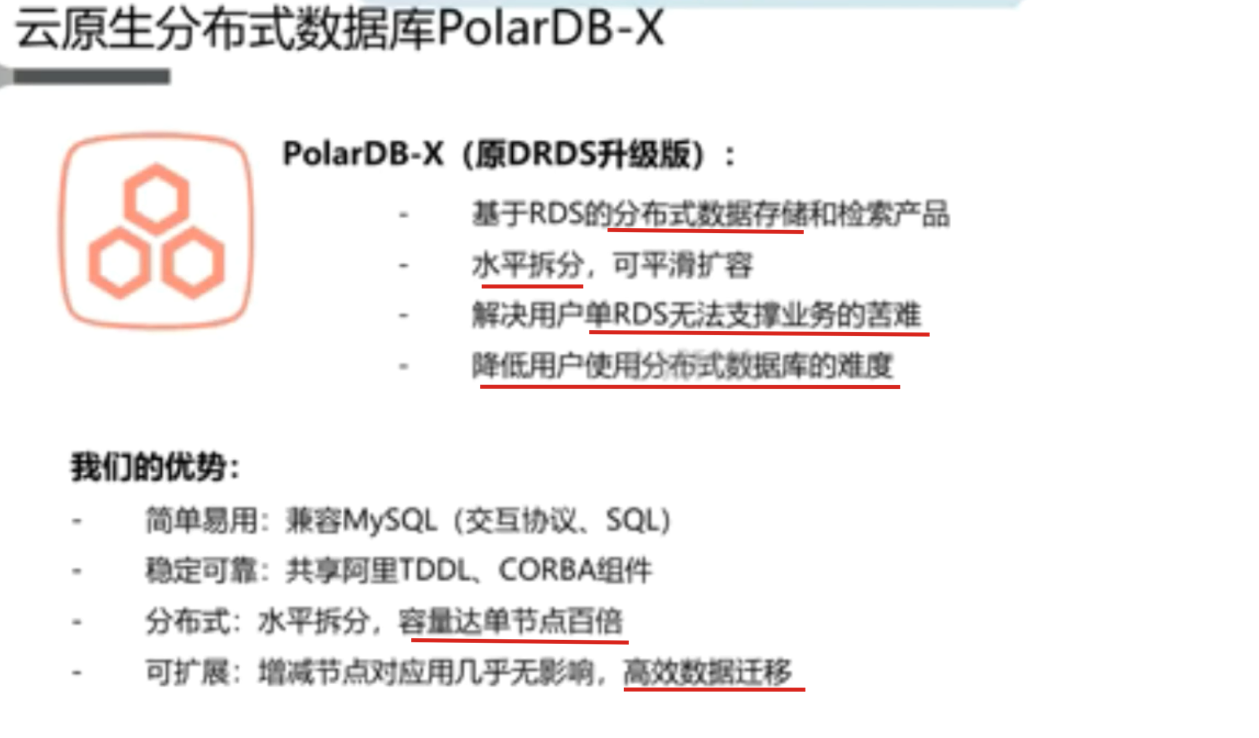 云原生分布式数据库PolarDB-X
PolarDB-X（原DRDS升级版）：
- 基于RDS的分布式数据存储和检索产品
- 水平拆分，可平滑扩容
- 解决用户单RDS无法支撑业务的苦难
- 降低用户使用分布式数据库的难度
我们的优势：
- 简单易用：兼容MySQL（交互协议、SQL）
- 稳定可靠：共享阿里TDDL、CORBA组件
- 分布式：水平拆分，容量达单节点百倍
- 可扩展：增减节点对应用几乎无影响，高效数据迁移